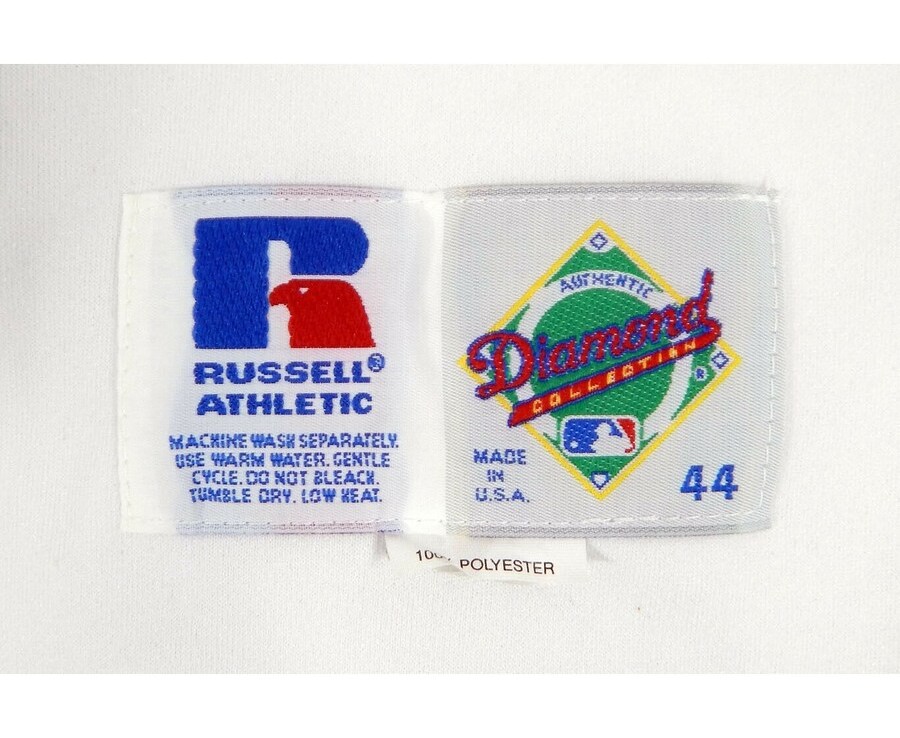 RUSSELL®
ATHLETIC
MACHINE WASH SEPARATELY.
USE WARM WATER. GENTLE
CYCLE. DO NOT BLEACH.
TUMBLE DRY. LOW HEAT.
AUTHENTIC
Diamond
COLLECTION
®
MADE
IN
U.S.A.
44
POLYESTER